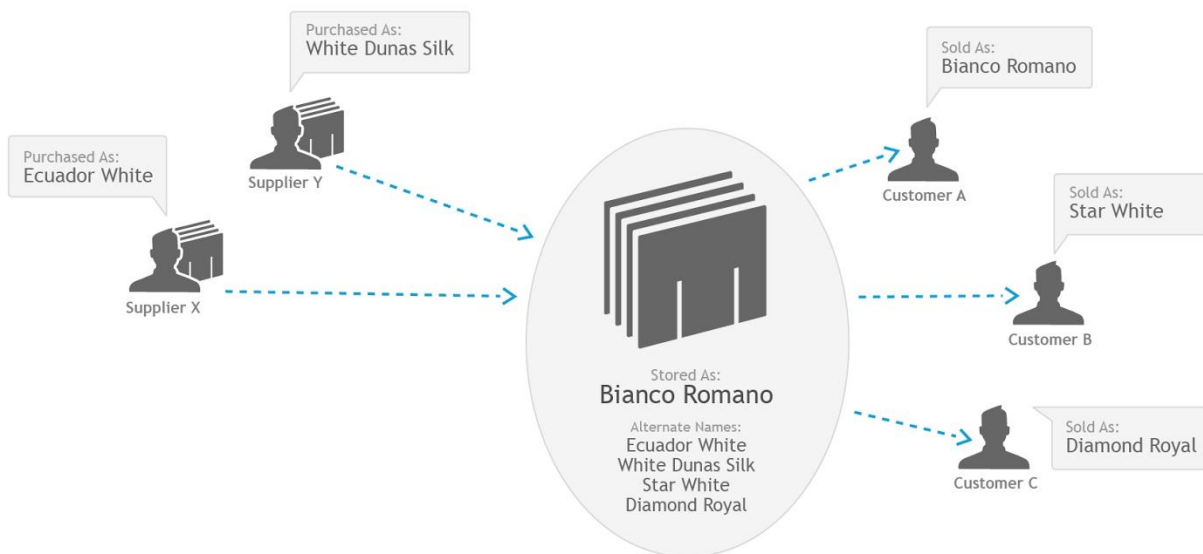 Purchased As:
White Dunas Silk
Supplier Y
Purchased As:
Ecuador White
Supplier X
Stored As:
Bianco Romano
Alternate Names:
Ecuador White
White Dunas Silk
Star White
Diamond Royal
Sold As:
Bianco Romano
Customer A
Sold As:
Star White
Customer B
Sold As:
Diamond Royal
Customer C